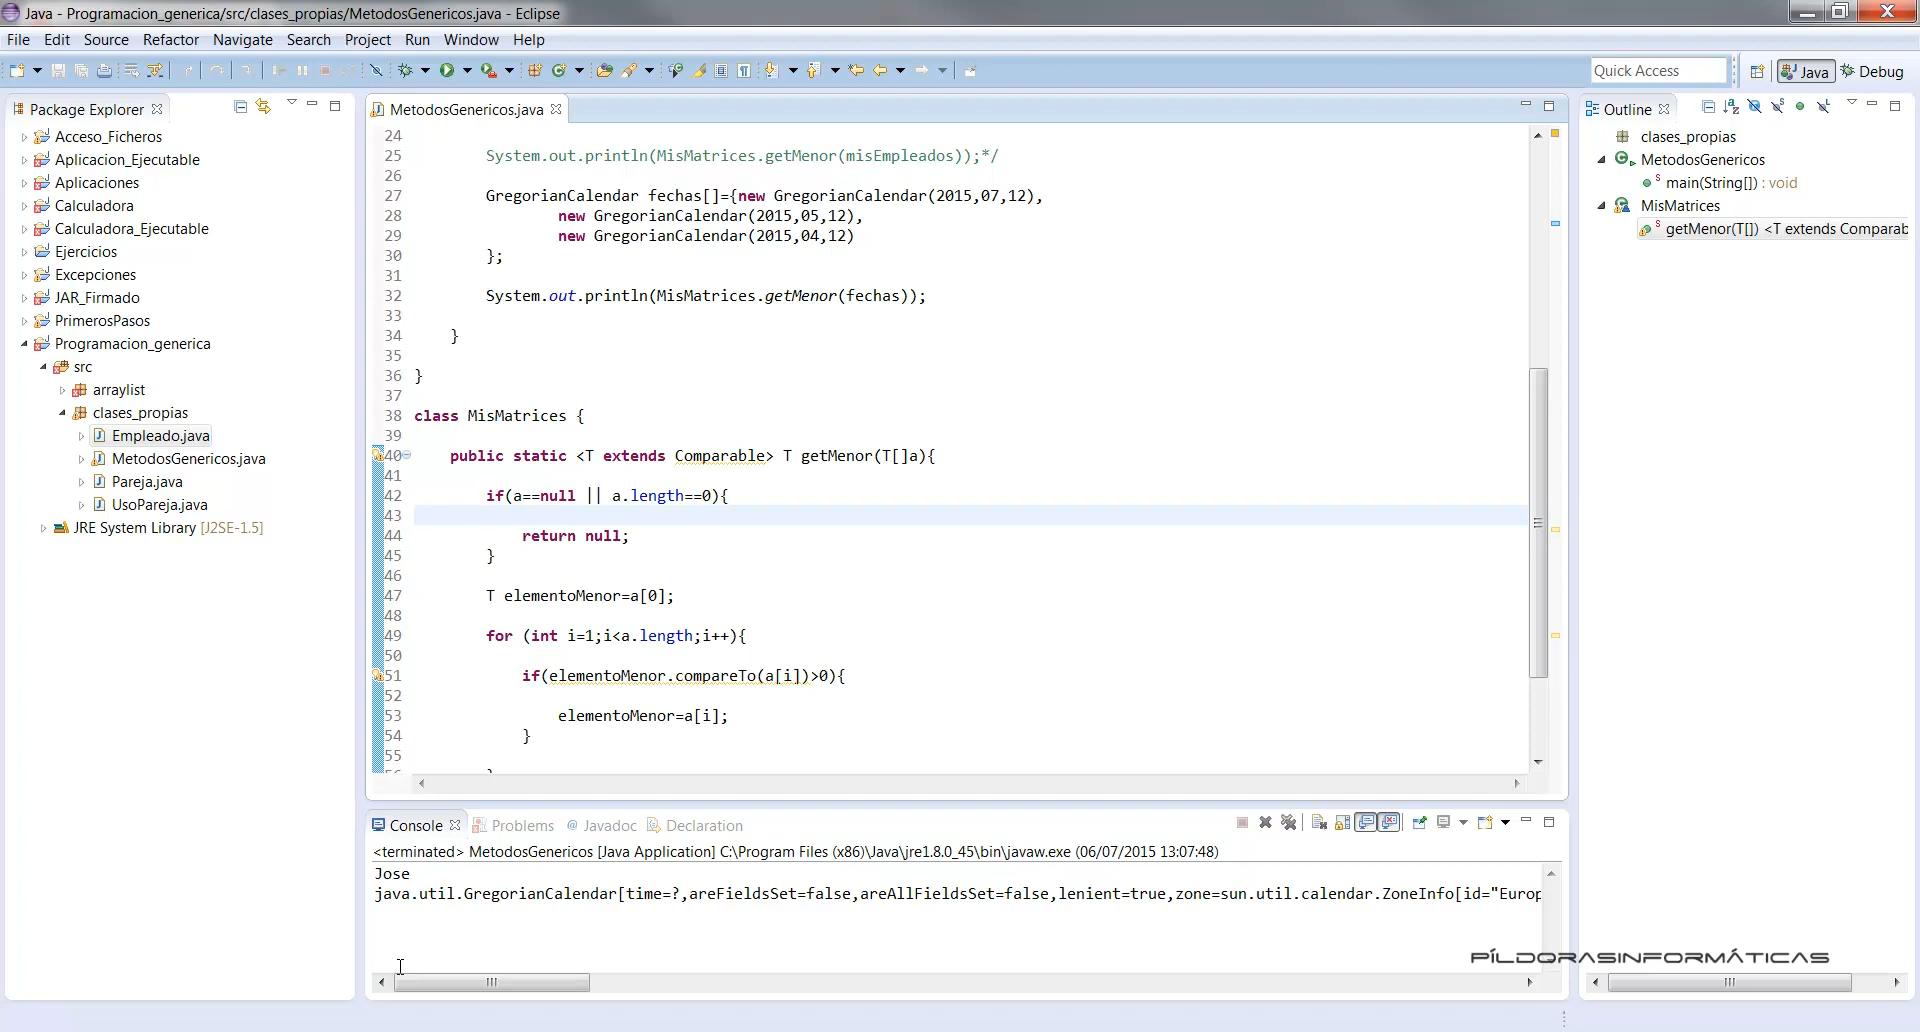 Java - Programacion_generica/src/clases_propias/MetodosGenericos.java - Eclipse
File Edit Source Refactor Navigate Search Project Run Window Help
Quick Access
Java
Debug
Package Explorer
Acceso_Ficheros
Aplicacion_Ejecutable
Aplicaciones
Calculadora
Calculadora_Ejecutable
Ejercicios
Excepciones
JAR_Firmado
PrimerosPasos
Programacion_generica
src
arraylist
clases_propias
Empleado.java
MetodosGenericos.java
Pareja.java
UsoPareja.java
JRE System Library [J2SE-1.5]
MetodosGenericos.java
24
25 System.out.println(MisMatrices.getMenor(misEmpleados));*/
26
27 GregorianCalendar fechas[]={new GregorianCalendar(2015,07,12),
28 new GregorianCalendar(2015,05,12),
29 new GregorianCalendar(2015,04,12)
30 };
31
32 System.out.println(MisMatrices.getMenor(fechas));
33
34 }
35
36 }
37
38 class MisMatrices {
39
40 public static <T extends Comparable> T getMenor(T[]a){
41
42 if(a==null || a.length==0){
43
44 return null;
45 }
46
47 T elementoMenor=a[0];
48
49 for (int i=1;i<a.length;i++){
50
51 if(elementoMenor.compareTo(a[i])>0){
52
53 elementoMenor=a[i];
54 }
55
Outline
clases_propias
MetodosGenericos
main(String[]) : void
MisMatrices
getMenor(T[]) <T extends Comparab
Console Problems @ Javadoc Declaration
<terminated> MetodosGenericos [Java Application] C:\Program Files (x86)\Java\jre1.8.0_45\bin\javaw.exe (06/07/2015 13:07:48)
Jose
java.util.GregorianCalendar[time=?,areFieldsSet=false,areAllFieldsSet=false,lenient=true,zone=sun.util.calendar.ZoneInfo[id="Europ
PÍLDORASINFORMÁTICAS